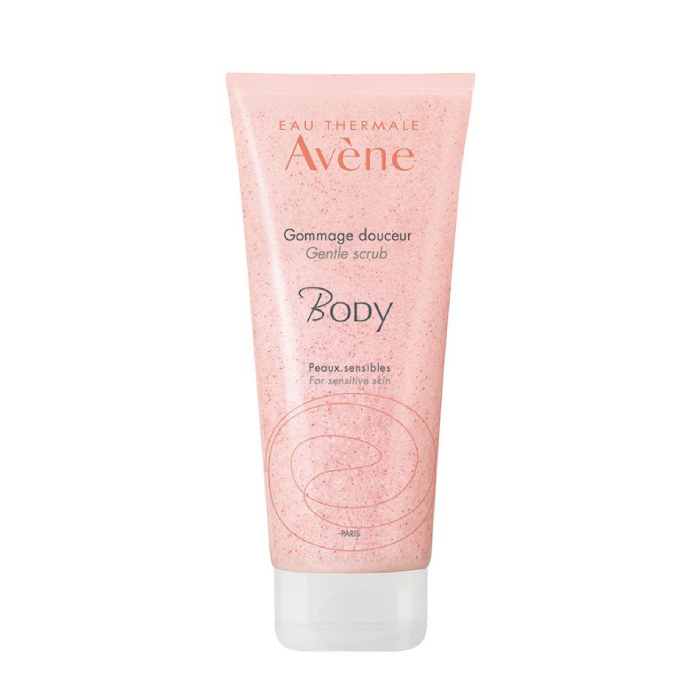 EAU THERMALE
Avène
Gommage douceur
Gentle scrub
BODY
Peaux sensibles
For sensitive skin
PARIS